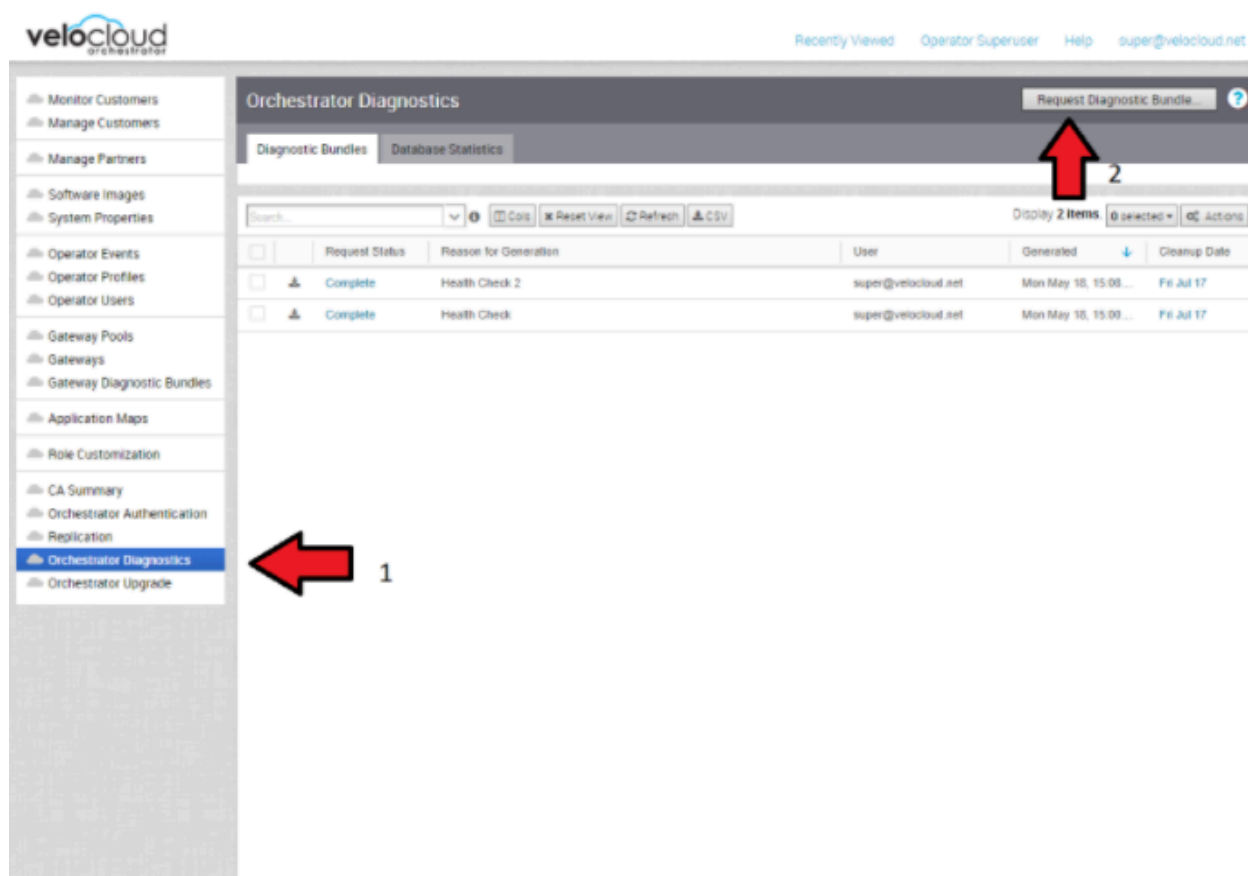 velocloud
orchestrator
Recently Viewed Operator Superuser Help super@velocloud.net
Monitor Customers
Manage Customers
Manage Partners
Software Images
System Properties
Operator Events
Operator Profiles
Operator Users
Gateway Pools
Gateways
Gateway Diagnostic Bundles
Application Maps
Role Customization
CA Summary
Orchestrator Authentication
Replication
Orchestrator Diagnostics
Orchestrator Upgrade
1
Orchestrator Diagnostics Request Diagnostic Bundle... ?
2
Diagnostic Bundles Database Statistics
Search... Cols Reset View Refresh CSV Display 2 items. 0 selected Actions
Request Status Reason for Generation User Generated Cleanup Date
Complete Health Check 2 super@velocloud.net Mon May 18, 15:08... Fri Jul 17
Complete Health Check super@velocloud.net Mon May 18, 15:00... Fri Jul 17